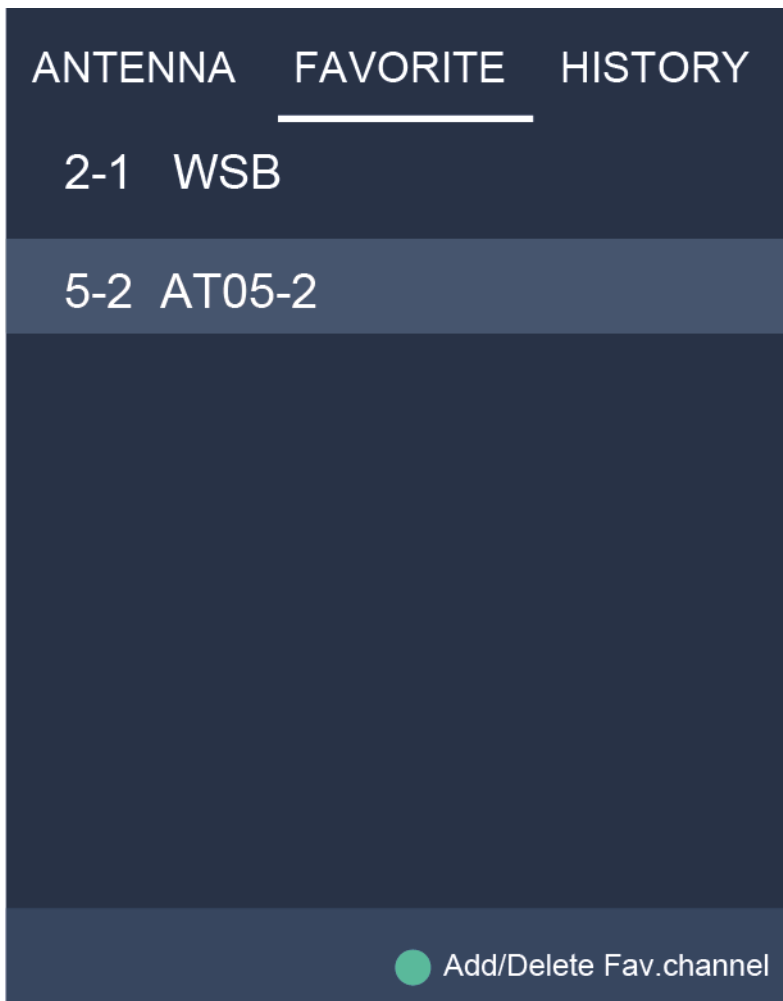 ANTENNA FAVORITE HISTORY
2-1 WSB
5-2 AT05-2
Add/Delete Fav.channel